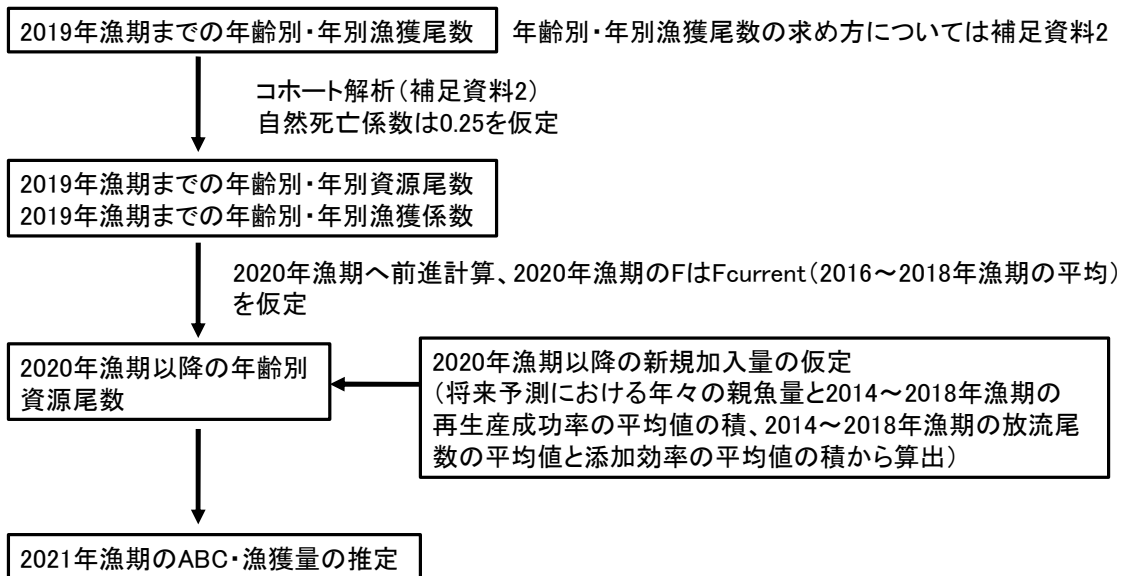 2019年漁期までの年齢別・年別漁獲尾数
年齢別・年別漁獲尾数の求め方については補足資料2
コホート解析（補足資料2）
自然死亡係数は0.25を仮定
2019年漁期までの年齢別・年別資源尾数
2019年漁期までの年齢別・年別漁獲係数
2020年漁期へ前進計算、2020年漁期のFはFcurrent（2016～2018年漁期の平均）
を仮定
2020年漁期以降の年齢別
資源尾数
2020年漁期以降の新規加入量の仮定
（将来予測における年々の親魚量と2014～2018年漁期の
再生産成功率の平均値の積、2014～2018年漁期の放流尾
数の平均値と添加効率の平均値の積から算出）
2021年漁期のABC・漁獲量の推定